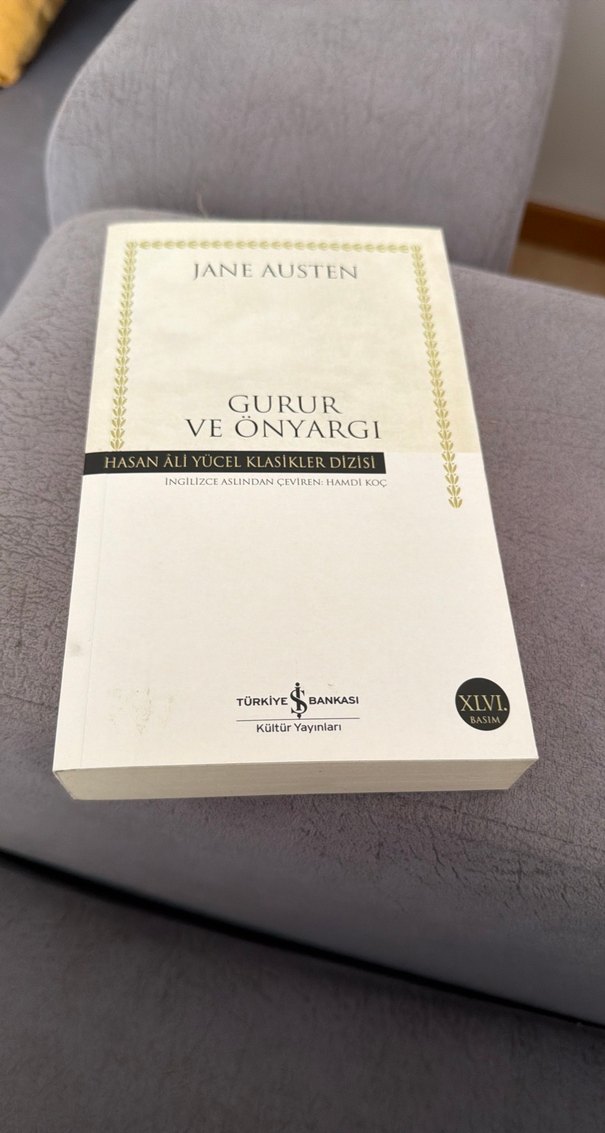 JANE AUSTEN
GURUR
VE ÖNYARGI
HASAN ÂLİ YÜCEL KLASİKLER DİZİSİ
İNGİLİZCE ASLINDAN ÇEVİREN: HAMDİ KOÇ
TÜRKİYE İŞ BANKASI
Kültür Yayınları
XLVI.
BASIM